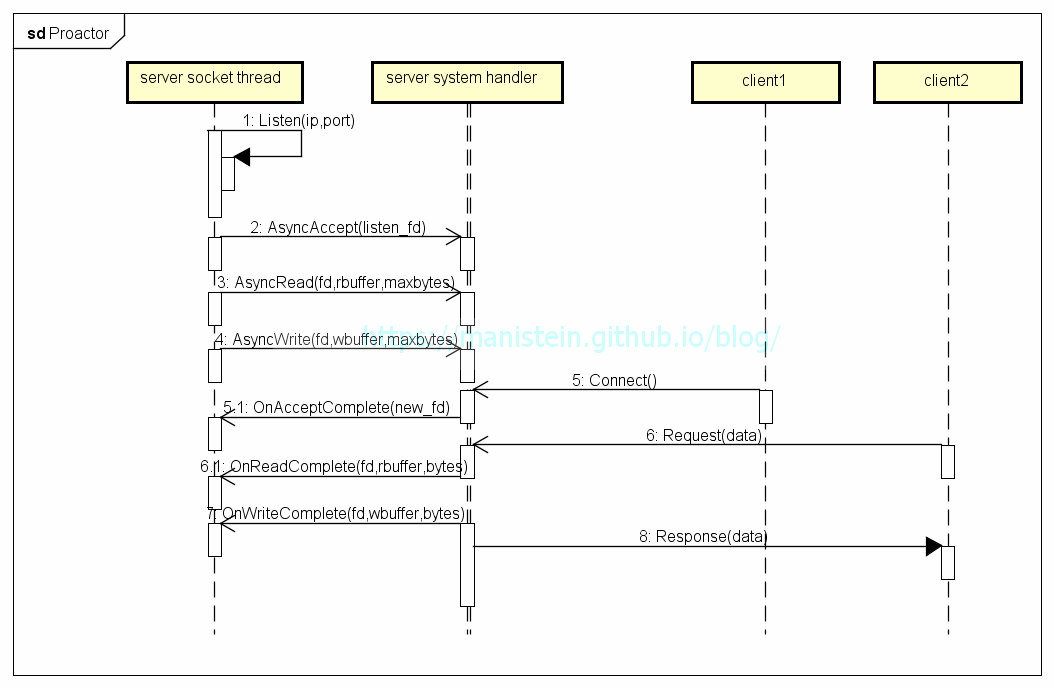 sd Proactor
server socket thread
server system handler
client1
client2
1: Listen(ip,port)
2: AsyncAccept(listen_fd)
3: AsyncRead(fd,rbuffer,maxbytes)
https://manistein.github.io/blog/
4: AsyncWrite(fd,wbuffer,maxbytes)
5: Connect()
5.1: OnAcceptComplete(new_fd)
6: Request(data)
6.1: OnReadComplete(fd,rbuffer,bytes)
7: OnWriteComplete(fd,wbuffer,bytes)
8: Response(data)